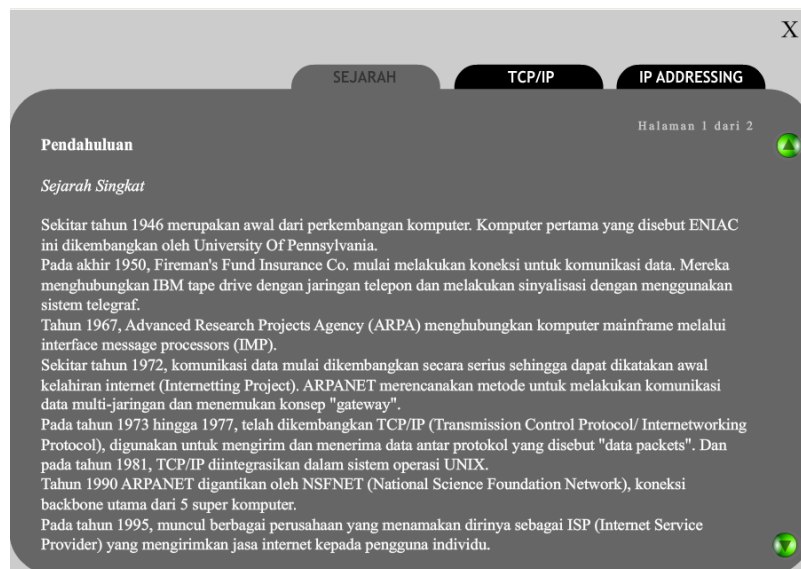 X
SEJARAH
TCP/IP
IP ADDRESSING
Halaman 1 dari 2
Pendahuluan
Sejarah Singkat
Sekitar tahun 1946 merupakan awal dari perkembangan komputer. Komputer pertama yang disebut ENIAC
ini dikembangkan oleh University Of Pennsylvania.
Pada akhir 1950, Fireman's Fund Insurance Co. mulai melakukan koneksi untuk komunikasi data. Mereka
menghubungkan IBM tape drive dengan jaringan telepon dan melakukan sinyalisasi dengan menggunakan
sistem telegraf.
Tahun 1967, Advanced Research Projects Agency (ARPA) menghubungkan komputer mainframe melalui
interface message processors (IMP).
Sekitar tahun 1972, komunikasi data mulai dikembangkan secara serius sehingga dapat dikatakan awal
kelahiran internet (Internetting Project). ARPANET merencanakan metode untuk melakukan komunikasi
data multi-jaringan dan menemukan konsep "gateway".
Pada tahun 1973 hingga 1977, telah dikembangkan TCP/IP (Transmission Control Protocol/ Internetworking
Protocol), digunakan untuk mengirim dan menerima data antar protokol yang disebut "data packets". Dan
pada tahun 1981, TCP/IP diintegrasikan dalam sistem operasi UNIX.
Tahun 1990 ARPANET digantikan oleh NSFNET (National Science Foundation Network), koneksi
backbone utama dari 5 super komputer.
Pada tahun 1995, muncul berbagai perusahaan yang menamakan dirinya sebagai ISP (Internet Service
Provider) yang mengirimkan jasa internet kepada pengguna individu.